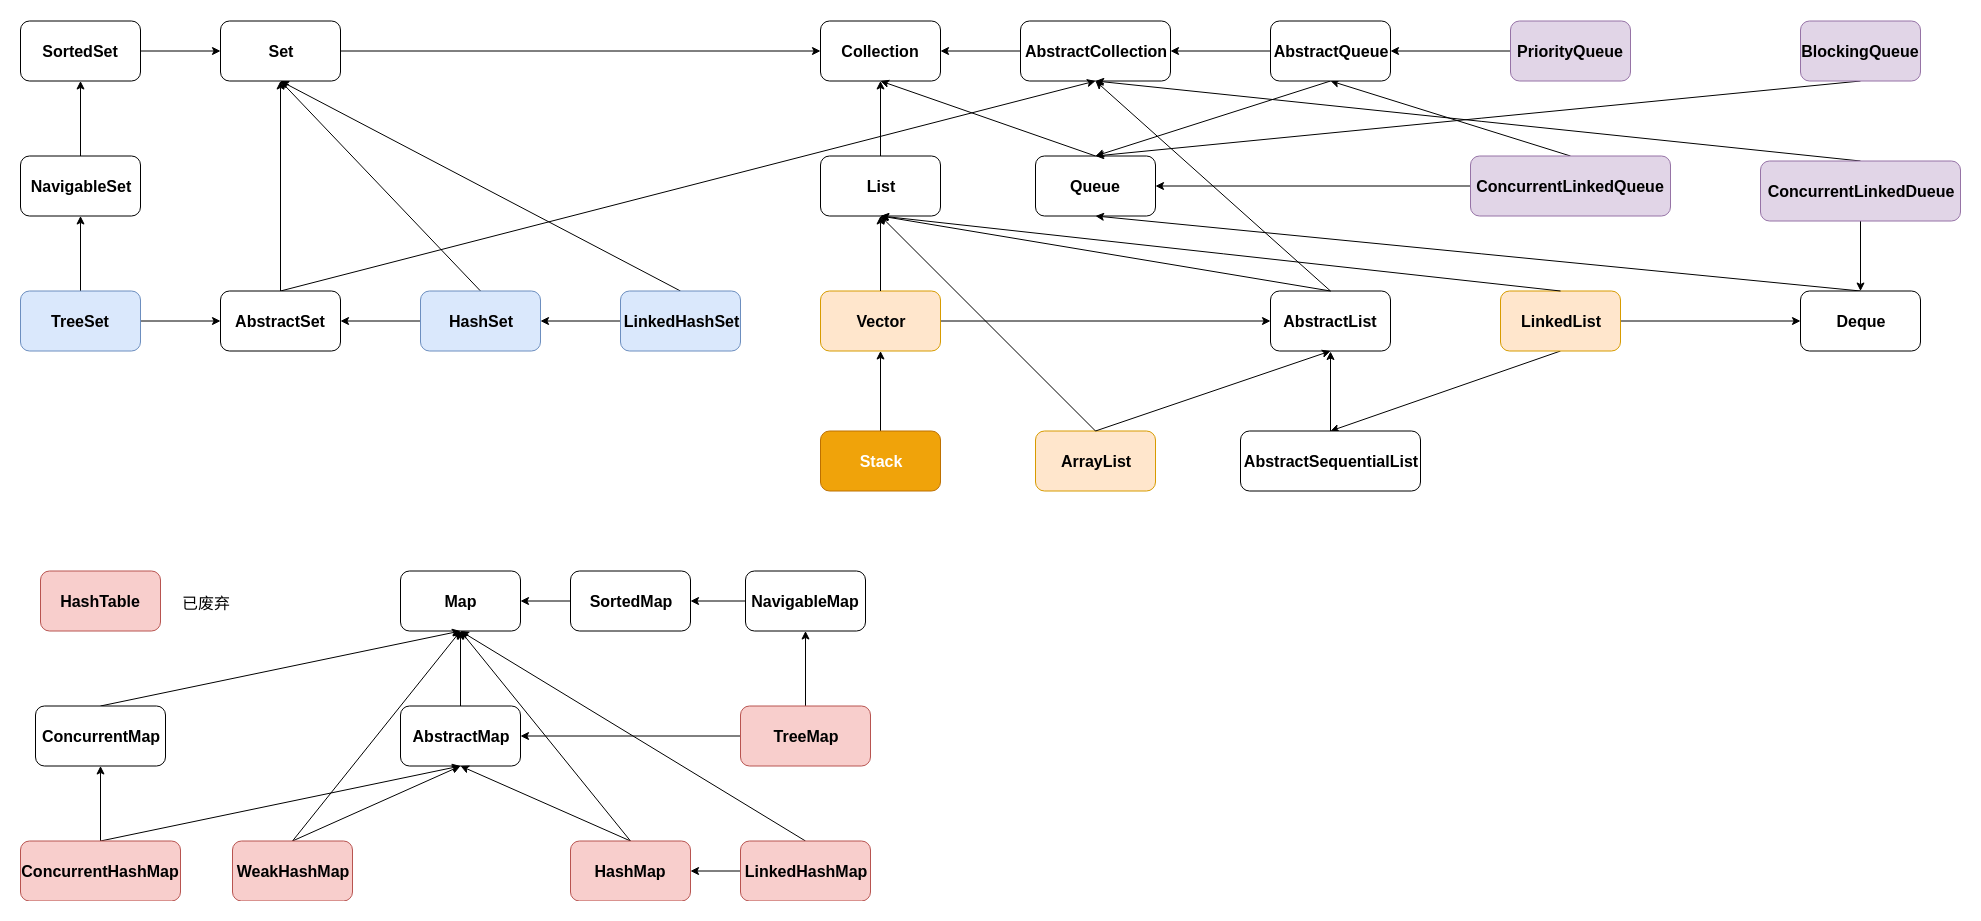 SortedSet
Set
Collection
AbstractCollection
AbstractQueue
PriorityQueue
BlockingQueue
NavigableSet
List
Queue
ConcurrentLinkedQueue
ConcurrentLinkedDueue
TreeSet
AbstractSet
HashSet
LinkedHashSet
Vector
AbstractList
LinkedList
Deque
Stack
ArrayList
AbstractSequentialList
HashTable
已废弃
Map
SortedMap
NavigableMap
ConcurrentMap
AbstractMap
TreeMap
ConcurrentHashMap
WeakHashMap
HashMap
LinkedHashMap